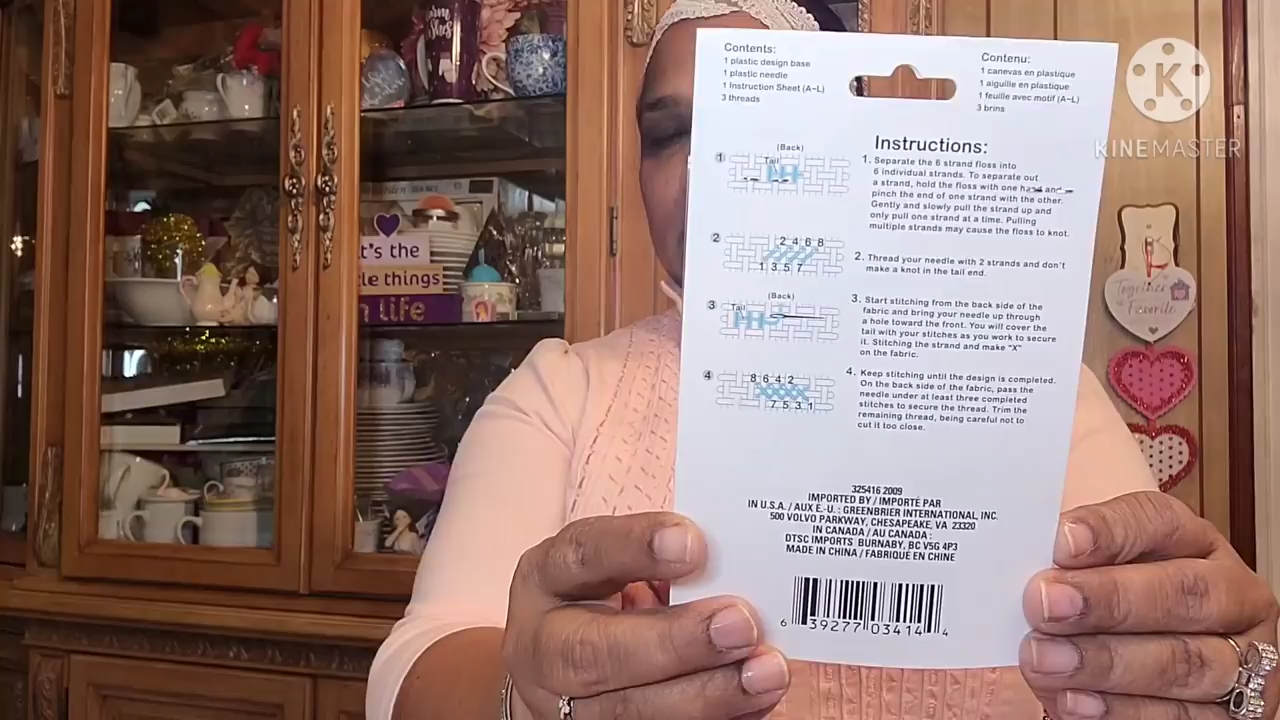 Contents:
1 plastic design base
1 plastic needle
1 Instruction Sheet (A-L)
3 threads
Contenu:
1 canevas en plastique
1 aiguille en plastique
1 feuille avec motif (A-L)
3 brins
Instructions:
1. Separate the 6 strand floss into
6 individual strands. To separate out
a strand, hold the floss with one hand and
pinch the end of one strand with the other.
Gently and slowly pull the strand up and
only pull one strand at a time. Pulling
multiple strands may cause the floss to knot.
2. Thread your needle with 2 strands and don't
make a knot in the tail end.
3. Start stitching from the back side of the
fabric and bring your needle up through
a hole toward the front. You will cover the
tail with your stitches as you work to secure
it. Stitching the strand and make "X"
on the fabric.
4. Keep stitching until the design is completed.
On the back side of the fabric, pass the
needle under at least three completed
stitches to secure the thread. Trim the
remaining thread, being careful not to
cut it too close.
1
(Back)
Tail
2
2 4 6 8
1 3 5 7
3
(Back)
Tail
4
8 6 4 2
7 5 3 1
325416 2009
IMPORTED BY / IMPORTÉ PAR
IN U.S.A. / AUX É.-U. : GREENBRIER INTERNATIONAL, INC.
500 VOLVO PARKWAY, CHESAPEAKE, VA 23320
IN CANADA / AU CANADA :
DTSC IMPORTS: BURNABY, BC V5G 4P3
MADE IN CHINA / FABRIQUÉ EN CHINE
6 39277 03414 4
K
KINEMASTER
it's the
little things
in life
Together
Favorite